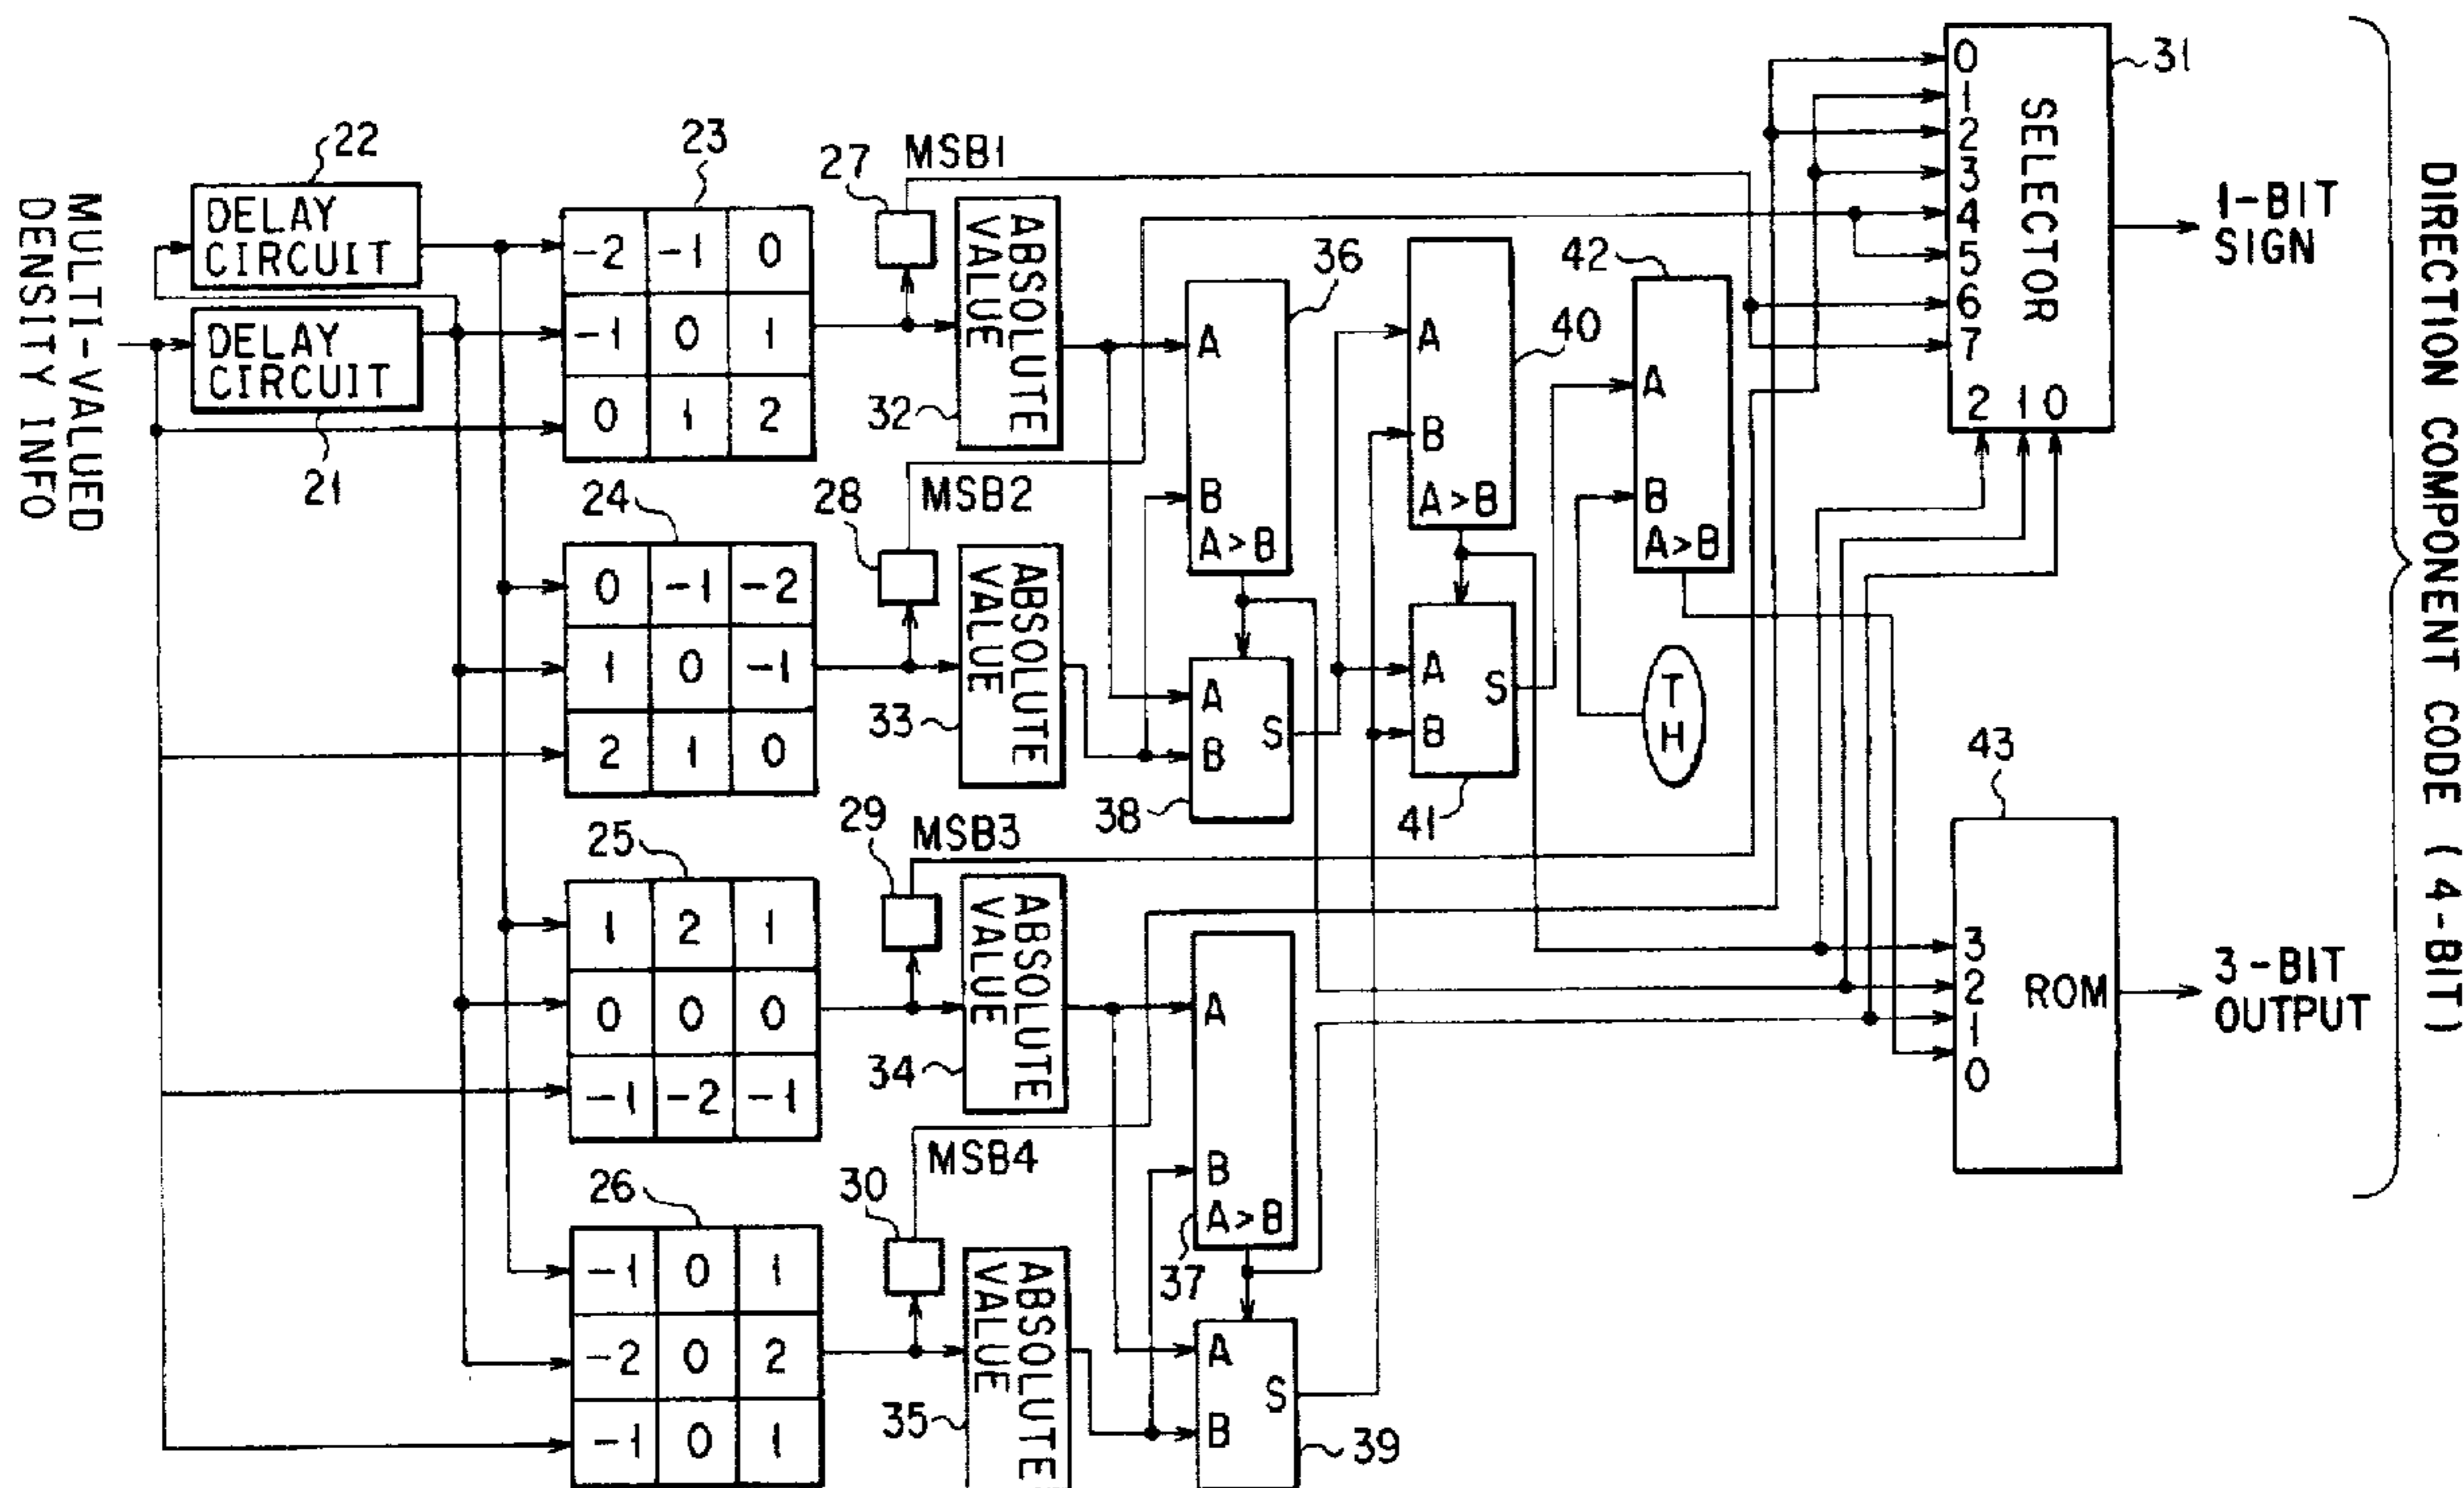 MULTI-VALUED
DENSITY INFO
22
DELAY
CIRCUIT
DELAY
CIRCUIT
21
23
-2 -1 0
-1 0 1
0 1 2
24
0 -1 -2
1 0 -1
2 1 0
25
1 2 1
0 0 0
-1 -2 -1
26
-1 0 1
-2 0 2
-1 0 1
27
MSB1
28
MSB2
29
MSB3
30
MSB4
ABSOLUTE
VALUE
32
ABSOLUTE
VALUE
33
ABSOLUTE
VALUE
34
ABSOLUTE
VALUE
35
36
A
B
A>B
A
B
S
38
A
B
A>B
37
A
B
S
39
40
A
B
A>B
A
B
S
41
42
A
B
A>B
T
H
31
0
1
2
3
4
5
6
7
SELECTOR
2 1 0
1-BIT
SIGN
43
3
2
1
0
ROM
3-BIT
OUTPUT
DIRECTION COMPONENT CODE (4-BIT)